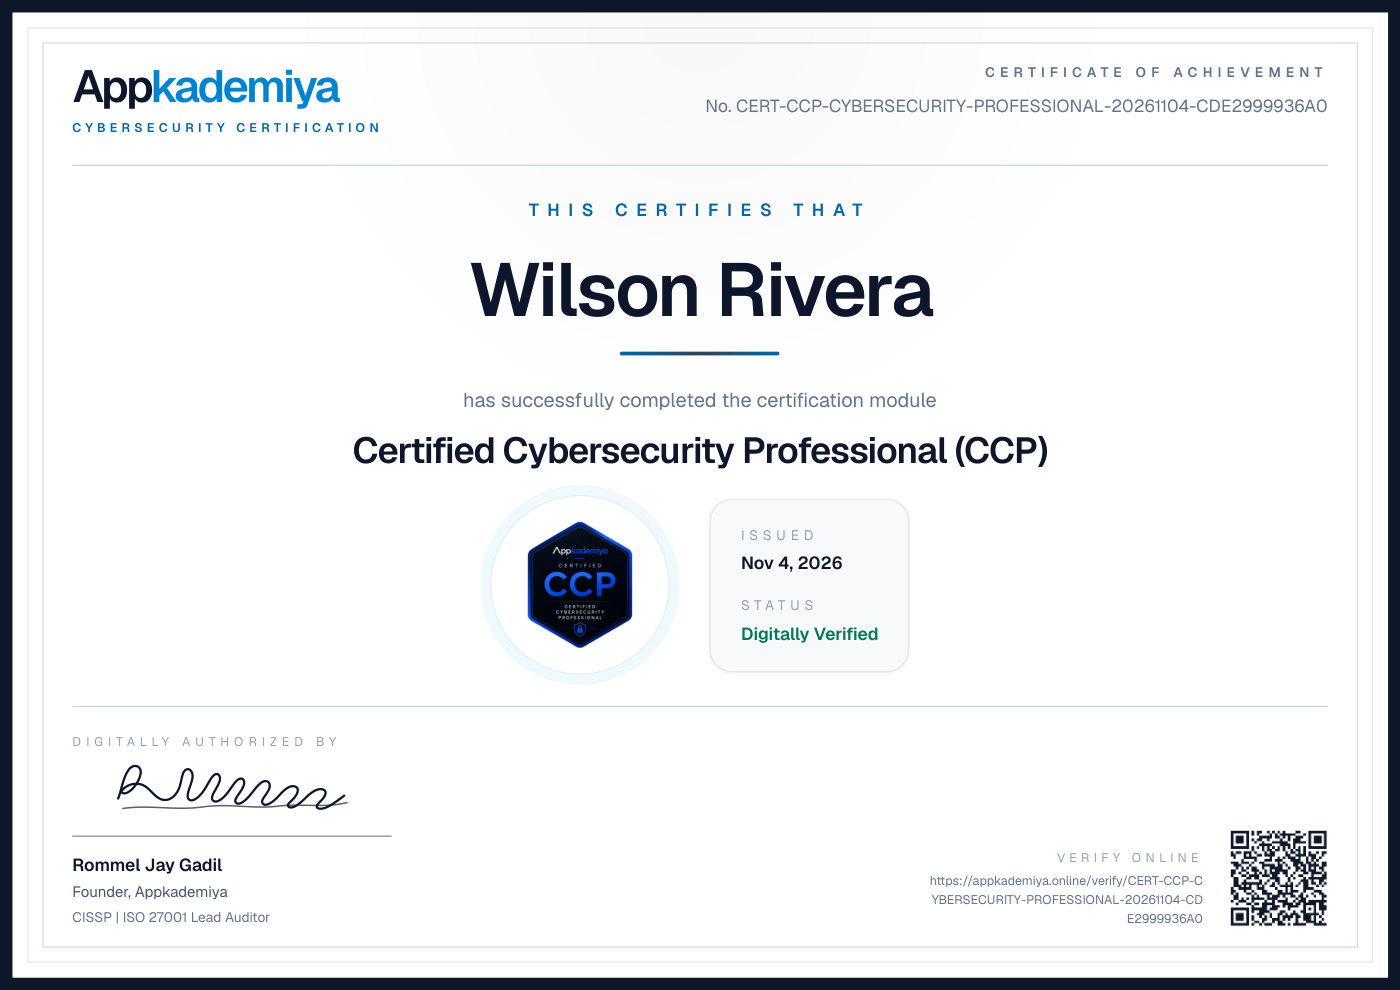 Appkademiya
CYBERSECURITY CERTIFICATION
CERTIFICATE OF ACHIEVEMENT
No. CERT-CCP-CYBERSECURITY-PROFESSIONAL-20261104-CDE2999936A0
THIS CERTIFIES THAT
Wilson Rivera
has successfully completed the certification module
Certified Cybersecurity Professional (CCP)
Appkademiya
CERTIFIED
CCP
CERTIFIED
CYBERSECURITY
PROFESSIONAL
ISSUED
Nov 4, 2026
STATUS
Digitally Verified
DIGITALLY AUTHORIZED BY
Rommel Jay Gadil
Founder, Appkademiya
CISSP | ISO 27001 Lead Auditor
VERIFY ONLINE
https://appkademiya.online/verify/CERT-CCP-C
YBERSECURITY-PROFESSIONAL-20261104-CD
E2999936A0